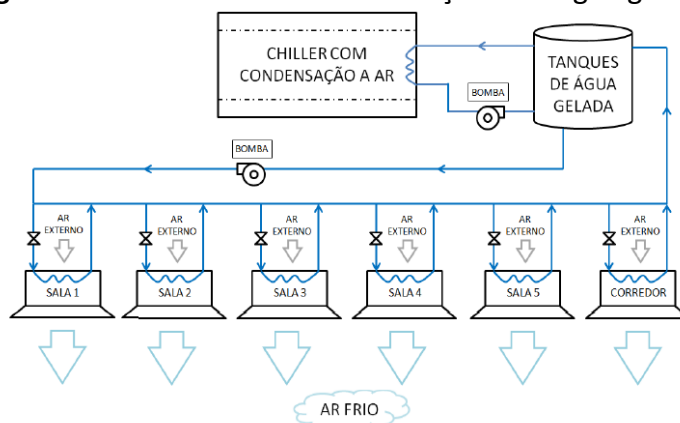 CHILLER COM
CONDENSAÇÃO A AR
TANQUES
DE ÁGUA
GELADA
BOMBA
BOMBA
AR
EXTERNO
AR
EXTERNO
AR
EXTERNO
AR
EXTERNO
AR
EXTERNO
AR
EXTERNO
SALA 1
SALA 2
SALA 3
SALA 4
SALA 5
CORREDOR
AR FRIO